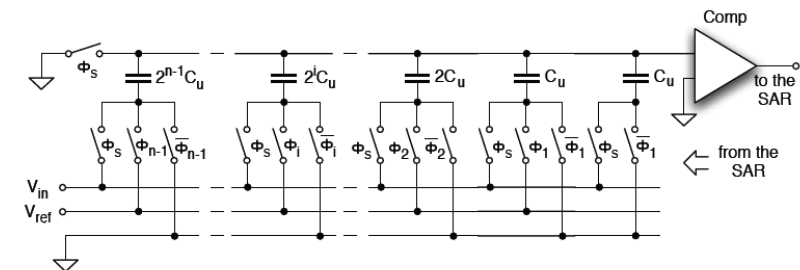 Comp
Φs
2ⁿ⁻¹Cu
2ⁱCu
2Cu
Cu
Cu
to the
SAR
Φs Φn-1 Φ̅n-1 Φs Φi Φ̅i Φs Φ2 Φ̅2 Φs Φ1 Φ̅1 Φs Φ̅1
from the
SAR
Vin
Vref